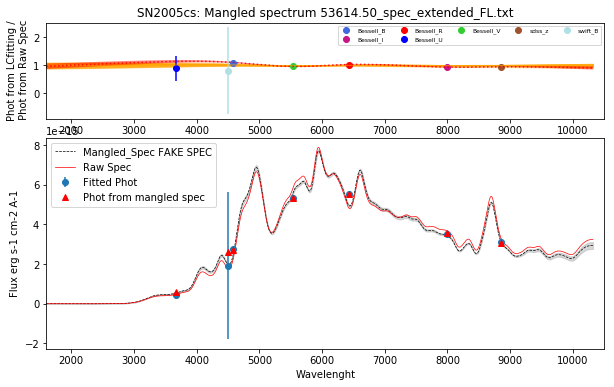 SN2005cs: Mangled spectrum 53614.50_spec_extended_FL.txt
Phot from LCfitting /
Phot from Raw Spec
2
1
0
Bessell_B
Bessell_I
Bessell_R
Bessell_U
Bessell_V
sdss_z
swift_B
2000 3000 4000 5000 6000 7000 8000 9000 10000
1e−15
Flux erg s-1 cm-2 A-1
8
6
4
2
0
−2
Mangled_Spec FAKE SPEC
Raw Spec
Fitted Phot
Phot from mangled spec
2000 3000 4000 5000 6000 7000 8000 9000 10000
Wavelenght